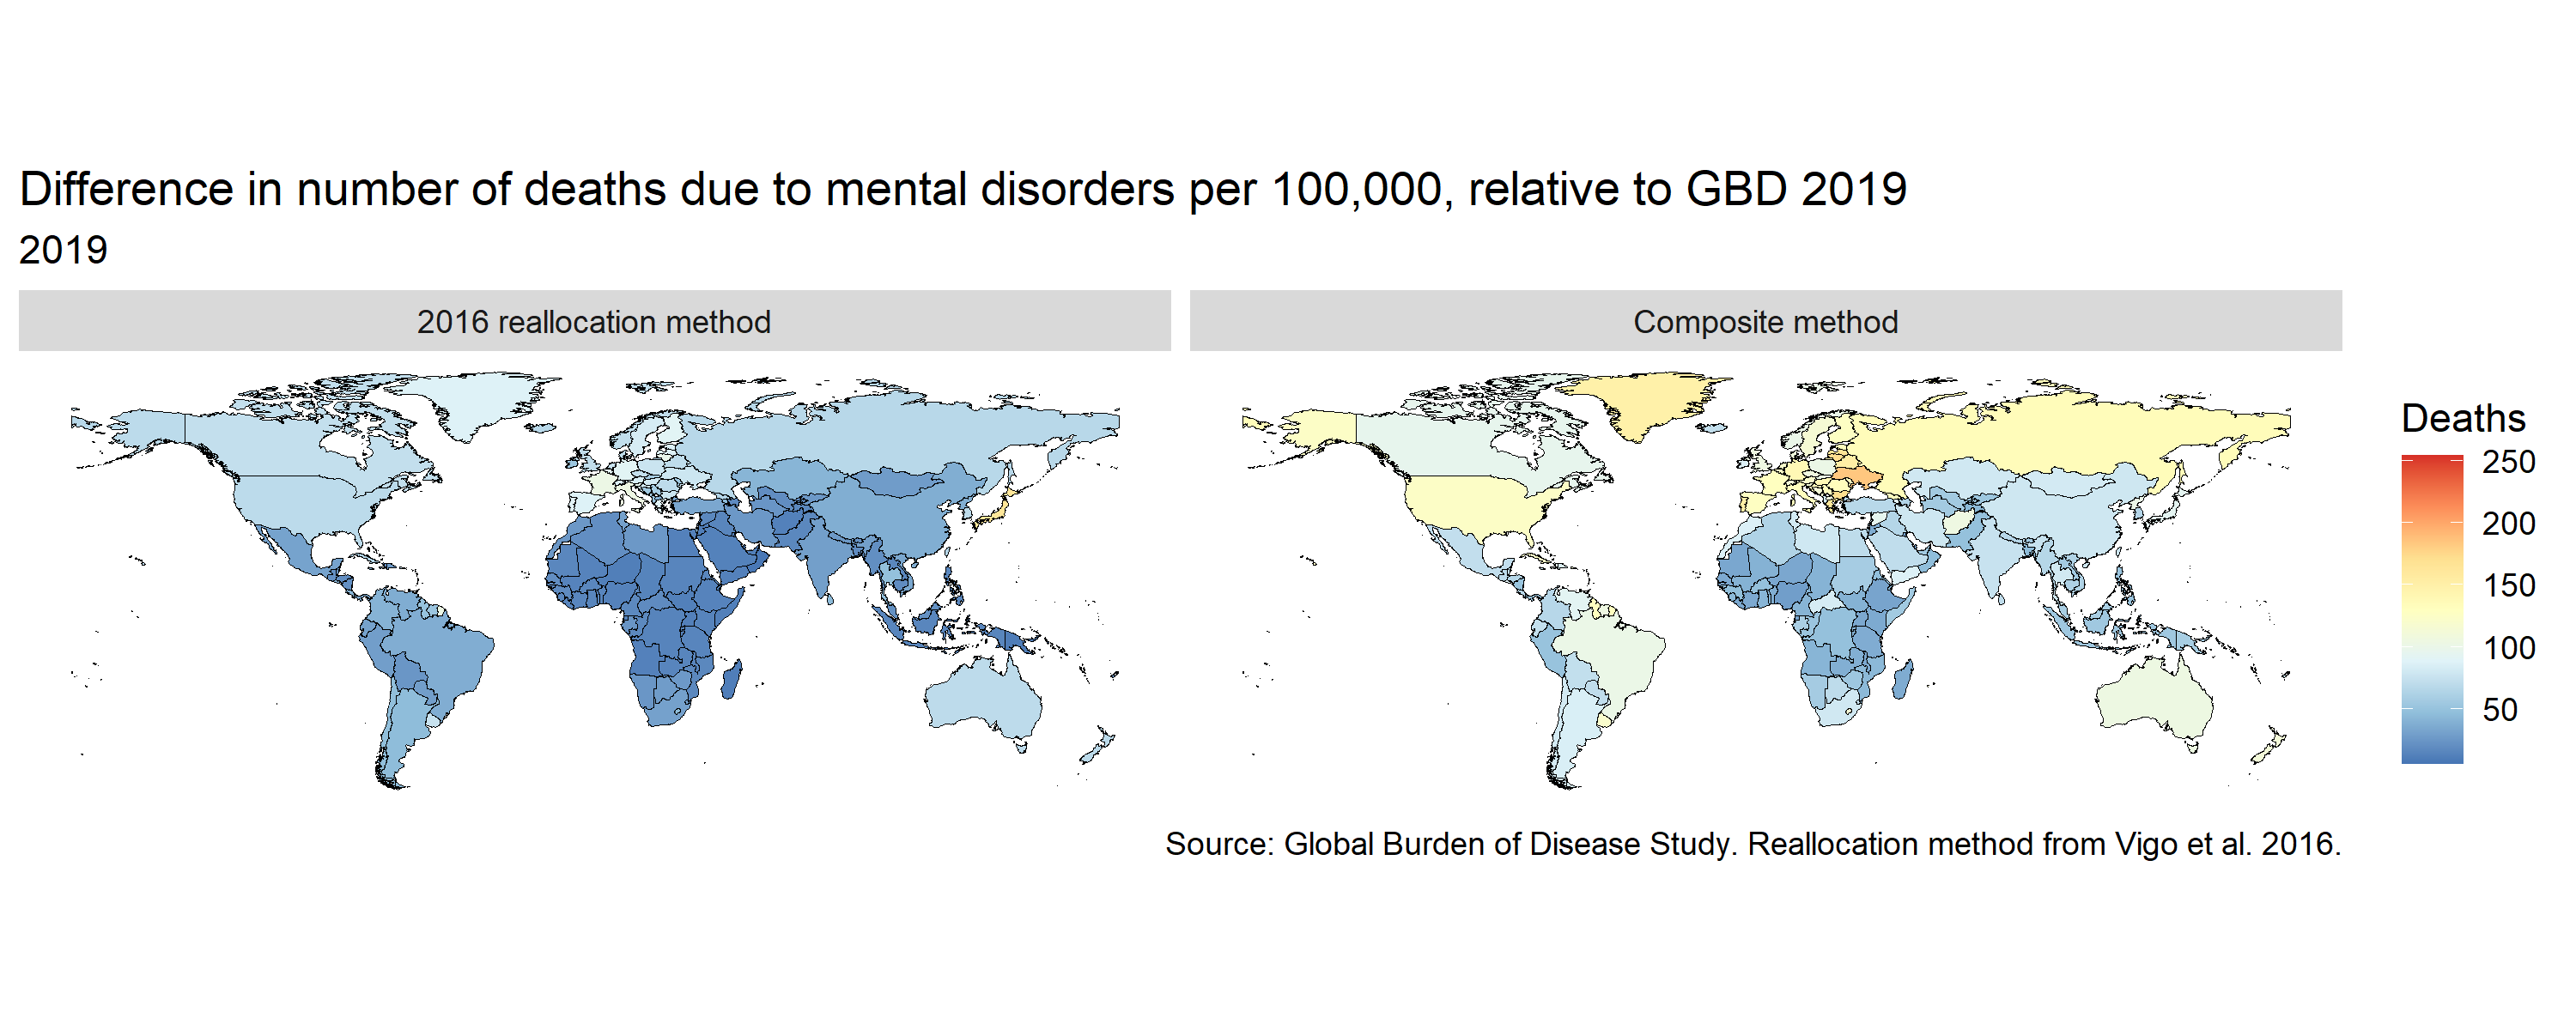 Difference in number of deaths due to mental disorders per 100,000, relative to GBD 2019
2019
2016 reallocation method
Composite method
Deaths
250
200
150
100
50
Source: Global Burden of Disease Study. Reallocation method from Vigo et al. 2016.